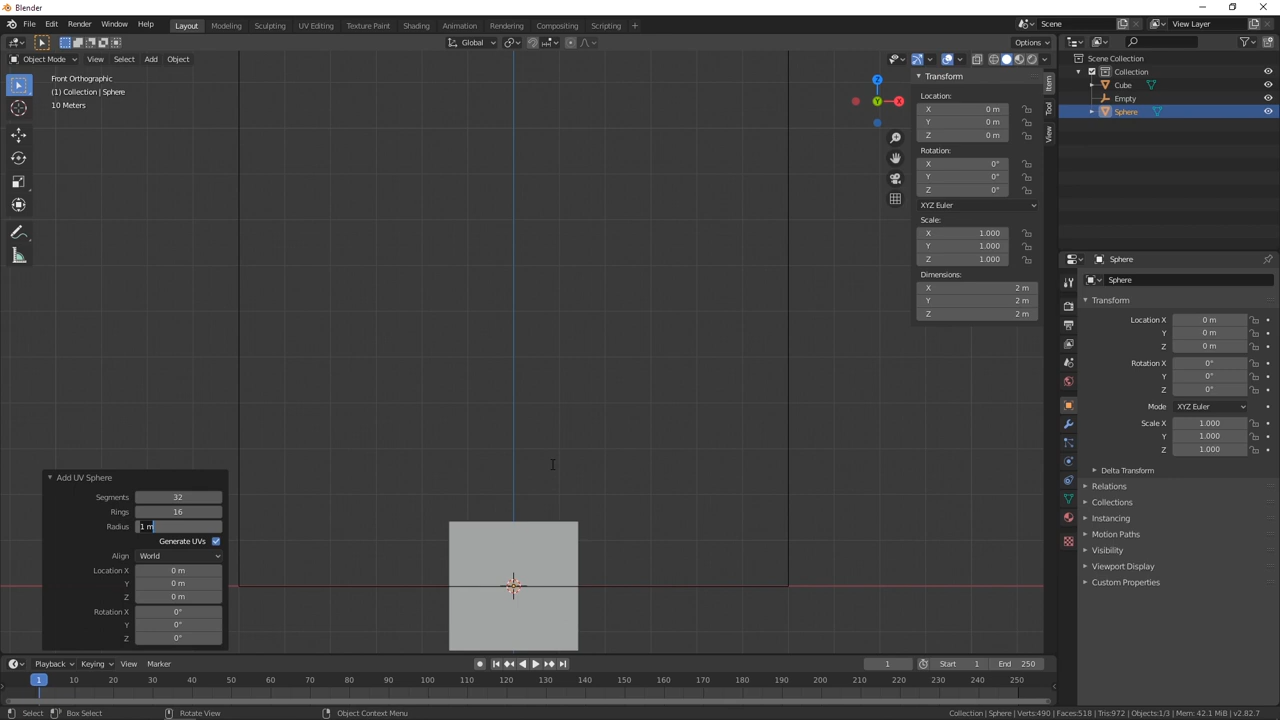 Blender
File Edit Render Window Help Layout Modeling Sculpting UV Editing Texture Paint Shading Animation Rendering Compositing Scripting + Scene View Layer
Global Options
Object Mode View Select Add Object
Front Orthographic
(1) Collection | Sphere
10 Meters
Z
Y
X
Transform
Location:
X 0 m
Y 0 m
Z 0 m
Rotation:
X 0°
Y 0°
Z 0°
XYZ Euler
Scale:
X 1.000
Y 1.000
Z 1.000
Dimensions:
X 2 m
Y 2 m
Z 2 m
Item
Tool
View
Scene Collection
Collection
Cube
Empty
Sphere
Sphere
Sphere
Transform
Location X 0 m
Y 0 m
Z 0 m
Rotation X 0°
Y 0°
Z 0°
Mode XYZ Euler
Scale X 1.000
Y 1.000
Z 1.000
Delta Transform
Relations
Collections
Instancing
Motion Paths
Visibility
Viewport Display
Custom Properties
Add UV Sphere
Segments 32
Rings 16
Radius 1 m
Generate UVs
Align World
Location X 0 m
Y 0 m
Z 0 m
Rotation X 0°
Y 0°
Z 0°
Playback Keying View Marker 1 Start 1 End 250
1 10 20 30 40 50 60 70 80 90 100 110 120 130 140 150 160 170 180 190 200 210 220 230 240 250
Select Box Select Rotate View Object Context Menu Collection | Sphere | Verts:490 | Faces:518 | Tris:972 | Objects:1/3 | Mem: 42.1 MiB | v2.82.7